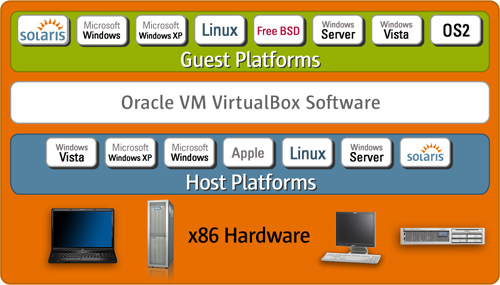 solaris
Microsoft
Windows
Microsoft
Windows XP
Linux
Free BSD
Windows
Server
Windows
Vista
OS2
Guest Platforms
Oracle VM VirtualBox Software
Windows
Vista
Microsoft
Windows XP
Microsoft
Windows
Apple
Linux
Windows
Server
solaris
Host Platforms
x86 Hardware